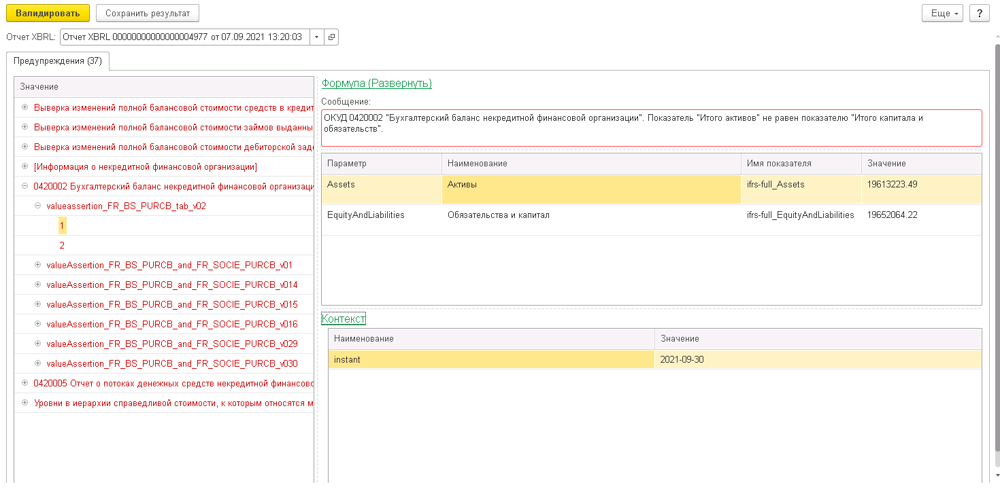 Валидировать
Сохранить результат
Еще
?
Отчет XBRL:
Отчет XBRL 00000000000000004977 от 07.09.2021 13:20:03
Предупреждения (37)
Значение
Выверка изменений полной балансовой стоимости средств в кредит
Выверка изменений полной балансовой стоимости займов выданны
Выверка изменений полной балансовой стоимости дебиторской зад
[Информация о некредитной финансовой организации]
0420002 Бухгалтерский баланс некредитной финансовой организаци
valueassertion_FR_BS_PURCB_tab_v02
1
2
valueAssertion_FR_BS_PURCB_and_FR_SOCIE_PURCB_v01
valueAssertion_FR_BS_PURCB_and_FR_SOCIE_PURCB_v014
valueAssertion_FR_BS_PURCB_and_FR_SOCIE_PURCB_v015
valueAssertion_FR_BS_PURCB_and_FR_SOCIE_PURCB_v016
valueAssertion_FR_BS_PURCB_and_FR_SOCIE_PURCB_v029
valueAssertion_FR_BS_PURCB_and_FR_SOCIE_PURCB_v030
0420005 Отчет о потоках денежных средств некредитной финансово
Уровни в иерархии справедливой стоимости, к которым относятся м
Формула (Развернуть)
Сообщение:
ОКУД 0420002 "Бухгалтерский баланс некредитной финансовой организации". Показатель "Итого активов" не равен показателю "Итого капитала и
обязательств".
Параметр Наименование Имя показателя Значение
Assets Активы ifrs-full_Assets 19613223.49
EquityAndLiabilities Обязательства и капитал ifrs-full_EquityAndLiabilities 19652064.22
Контекст
Наименование Значение
instant 2021-09-30